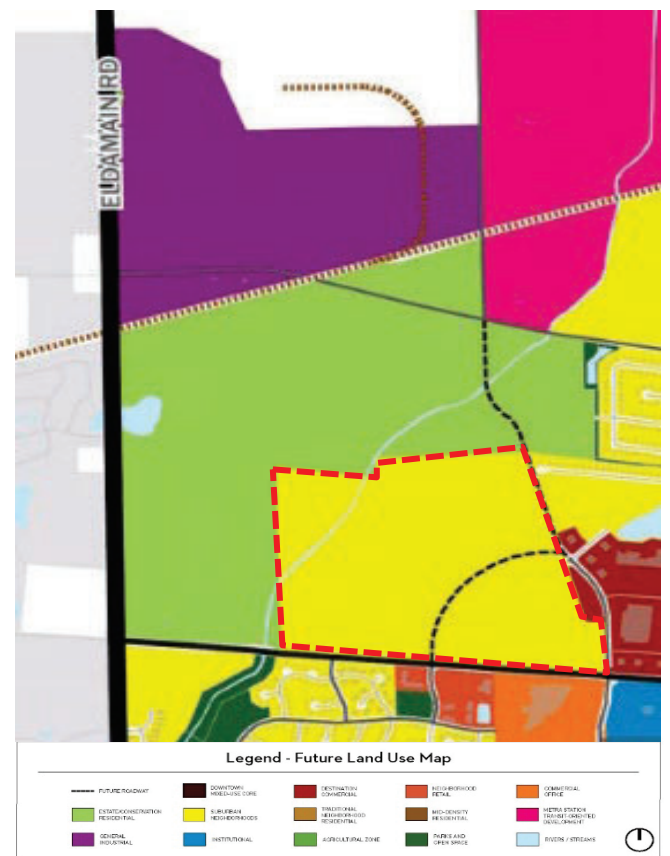 ELDAMAIN RD
Legend - Future Land Use Map
FUTURE ROADWAY
DOWNTOWN
MIXED-USE CORE
DESTINATION
COMMERCIAL
NEIGHBORHOOD
RETAIL
COMMERCIAL
OFFICE
ESTATE/CONSERVATION
RESIDENTIAL
SUBURBAN
NEIGHBORHOODS
TRADITIONAL
NEIGHBORHOOD
RESIDENTIAL
MID-DENSITY
RESIDENTIAL
METRA STATION
TRANSIT-ORIENTED
DEVELOPMENT
GENERAL
INDUSTRIAL
INSTITUTIONAL
AGRICULTURAL ZONE
PARKS AND
OPEN SPACE
RIVERS / STREAMS